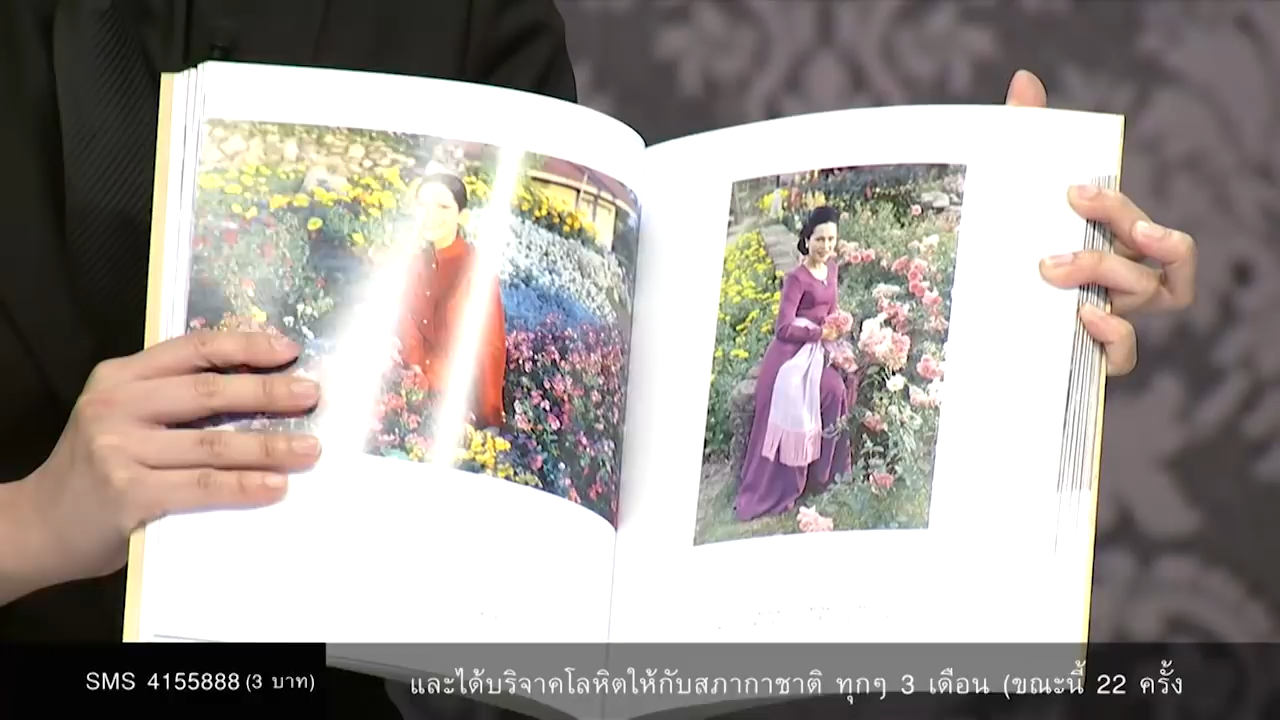 SMS 4155888 (3 บาท)
และได้บริจาคโลหิตให้กับสภากาชาติ ทุกๆ 3 เดือน (ขณะนี้ 22 ครั้ง